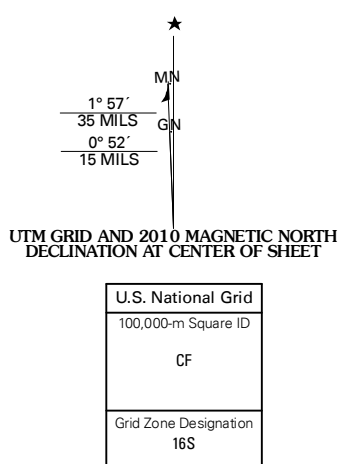 ★
MN
1° 57´
35 MILS
GN
0° 52´
15 MILS
UTM GRID AND 2010 MAGNETIC NORTH
DECLINATION AT CENTER OF SHEET
U.S. National Grid
100,000-m Square ID
CF
Grid Zone Designation
16S